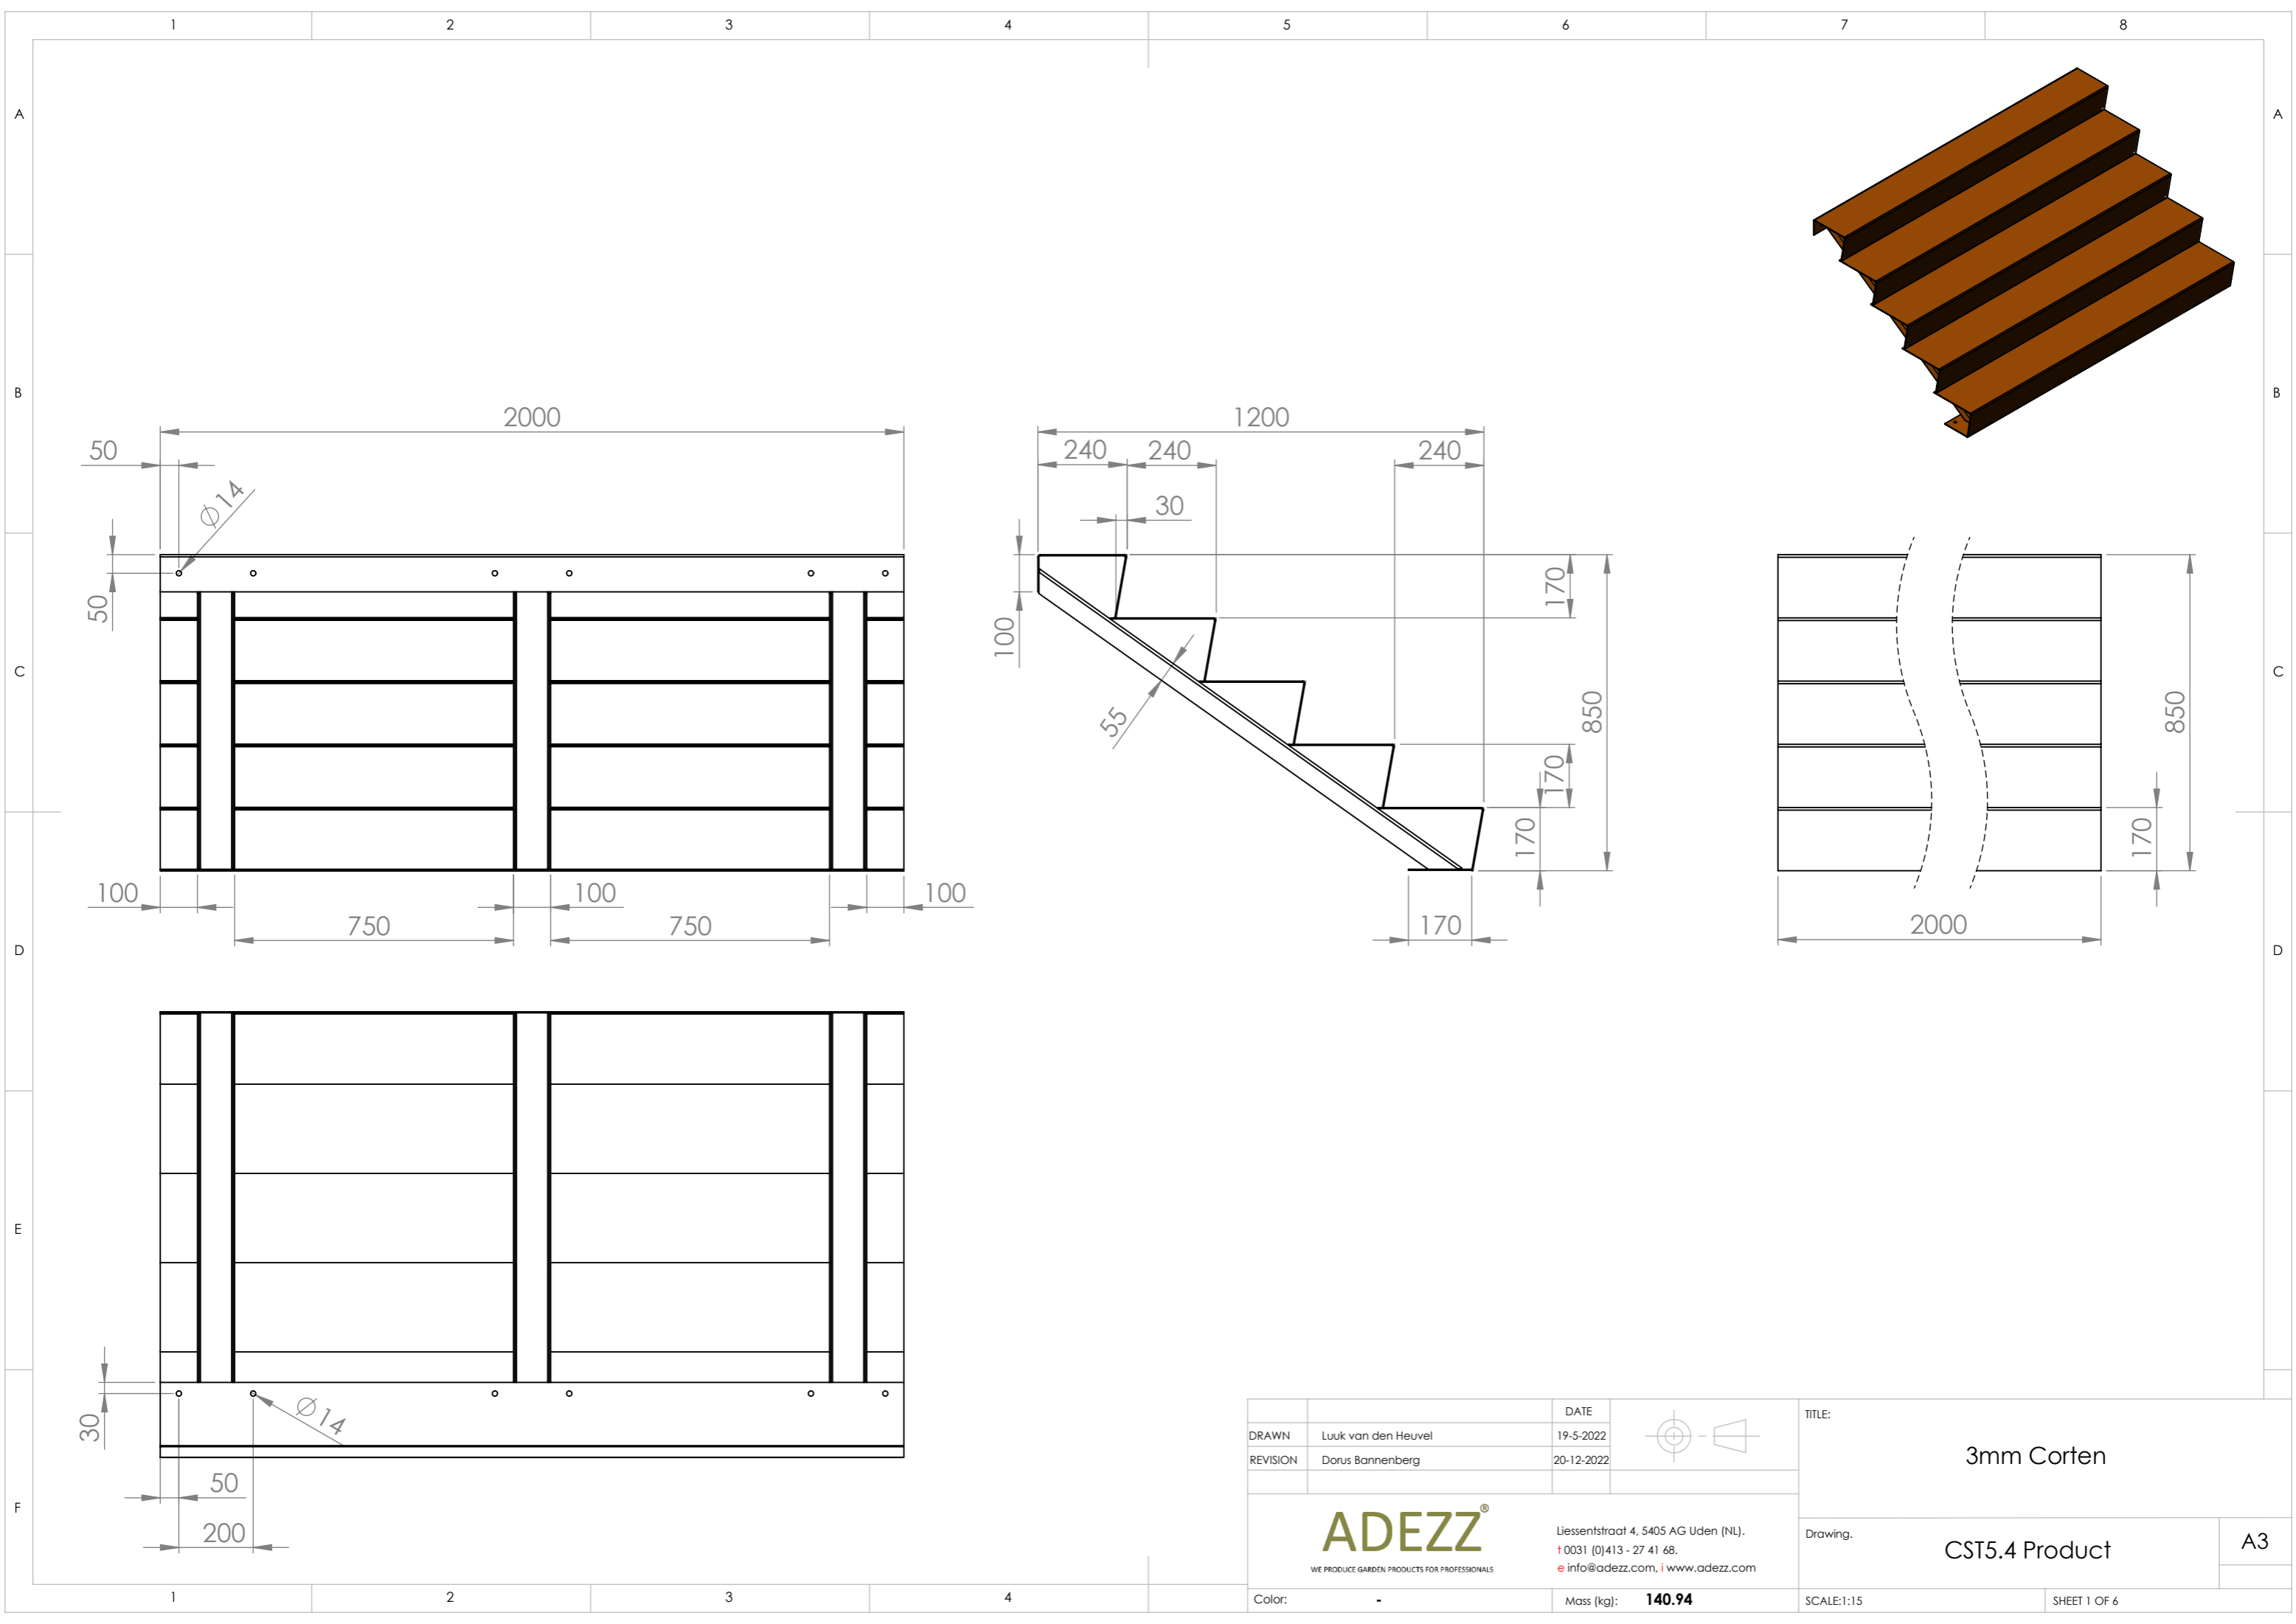 1 2 3 4 5 6 7 8
A A
B B
C C
D D
E
F
2000
50
Ø 14
50
100 100 100
750 750
1200
240 240 240
30
100
170
55
850
170
170
170
850
170
2000
30
Ø 14
50
200
1 2 3 4
DATE
DRAWN Luuk van den Heuvel 19-5-2022
REVISION Dorus Bannenberg 20-12-2022
TITLE:
3mm Corten
ADEZZ®
WE PRODUCE GARDEN PRODUCTS FOR PROFESSIONALS
Liessentstraat 4, 5405 AG Uden (NL).
t 0031 (0)413 - 27 41 68.
e info@adezz.com, i www.adezz.com
Drawing.
CST5.4 Product
A3
Color: -
Mass (kg): 140.94
SCALE:1:15
SHEET 1 OF 6